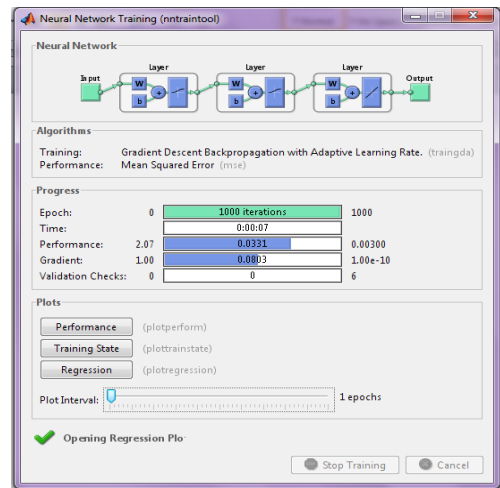 Neural Network Training (nntraintool)
Neural Network
Layer Layer Layer
Input W b + W b + W b + Output
Algorithms
Training: Gradient Descent Backpropagation with Adaptive Learning Rate. (traingda)
Performance: Mean Squared Error (mse)
Progress
Epoch: 0 1000 iterations 1000
Time: 0:00:07
Performance: 2.07 0.0331 0.00300
Gradient: 1.00 0.0803 1.00e-10
Validation Checks: 0 0 6
Plots
Performance (plotperform)
Training State (plottrainstate)
Regression (plotregression)
Plot Interval: 1 epochs
Opening Regression Plo
Stop Training Cancel